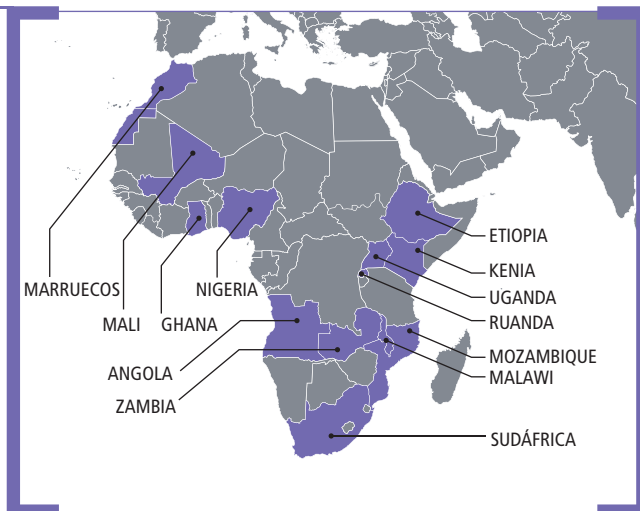 MARRUECOS
MALI
GHANA
NIGERIA
ANGOLA
ZAMBIA
ETIOPIA
KENIA
UGANDA
RUANDA
MOZAMBIQUE
MALAWI
SUDÁFRICA